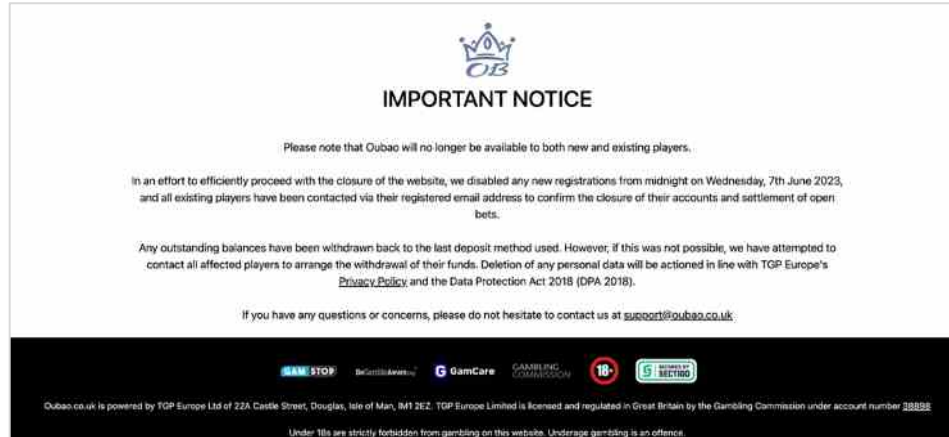 OB
IMPORTANT NOTICE
Please note that Oubao will no longer be available to both new and existing players.
In an effort to efficiently proceed with the closure of the website, we disabled any new registrations from midnight on Wednesday, 7th June 2023,
and all existing players have been contacted via their registered email address to confirm the closure of their accounts and settlement of open
bets.
Any outstanding balances have been withdrawn back to the last deposit method used. However, if this was not possible, we have attempted to
contact all affected players to arrange the withdrawal of their funds. Deletion of any personal data will be actioned in line with TGP Europe's
Privacy Policy and the Data Protection Act 2018 (DPA 2018).
If you have any questions or concerns, please do not hesitate to contact us at support@oubao.co.uk
GAMSTOP BeGambleAware GamCare GAMBLING COMMISSION 18+ SECURED BY SECTIGO
Oubao.co.uk is powered by TGP Europe Ltd of 22A Castle Street, Douglas, Isle of Man, IM1 2EZ. TGP Europe Limited is licensed and regulated in Great Britain by the Gambling Commission under account number 38898
Under 18s are strictly forbidden from gambling on this website. Underage gambling is an offence.